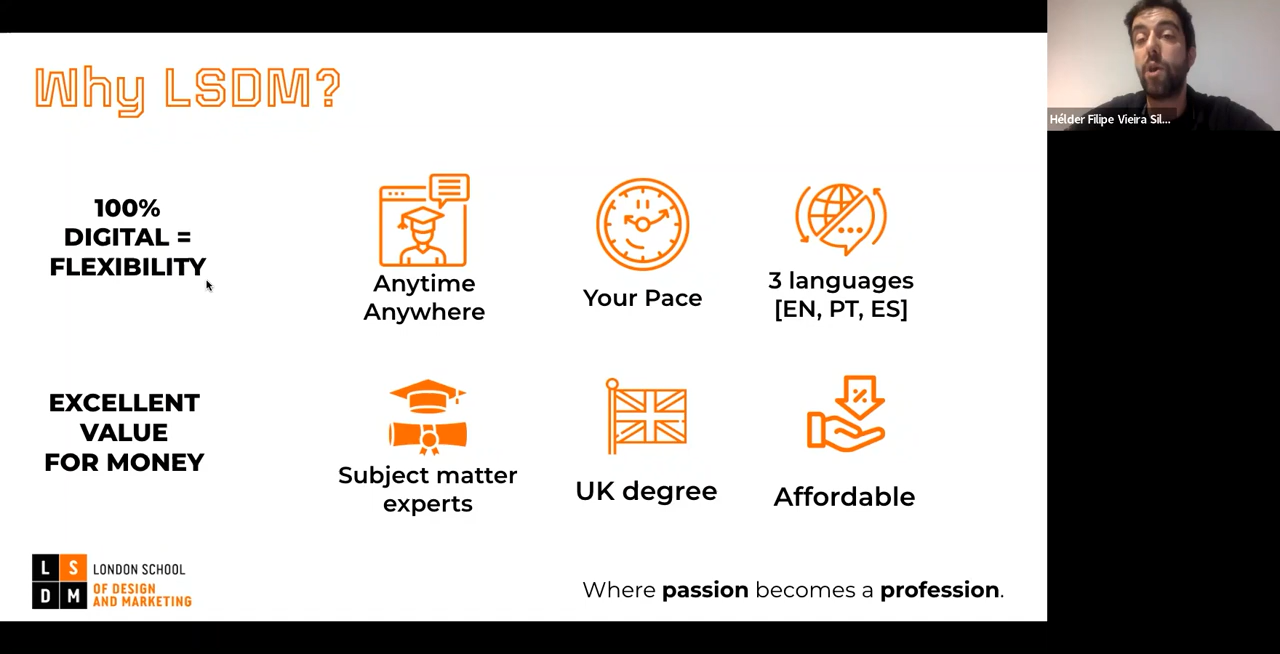 Why LSDM?
Hélder Filipe Vieira Sil...
100%
DIGITAL =
FLEXIBILITY
Anytime
Anywhere
Your Pace
3 languages
[EN, PT, ES]
EXCELLENT
VALUE
FOR MONEY
Subject matter
experts
UK degree
Affordable
L S
D M
LONDON SCHOOL
OF DESIGN
AND MARKETING
Where passion becomes a profession.